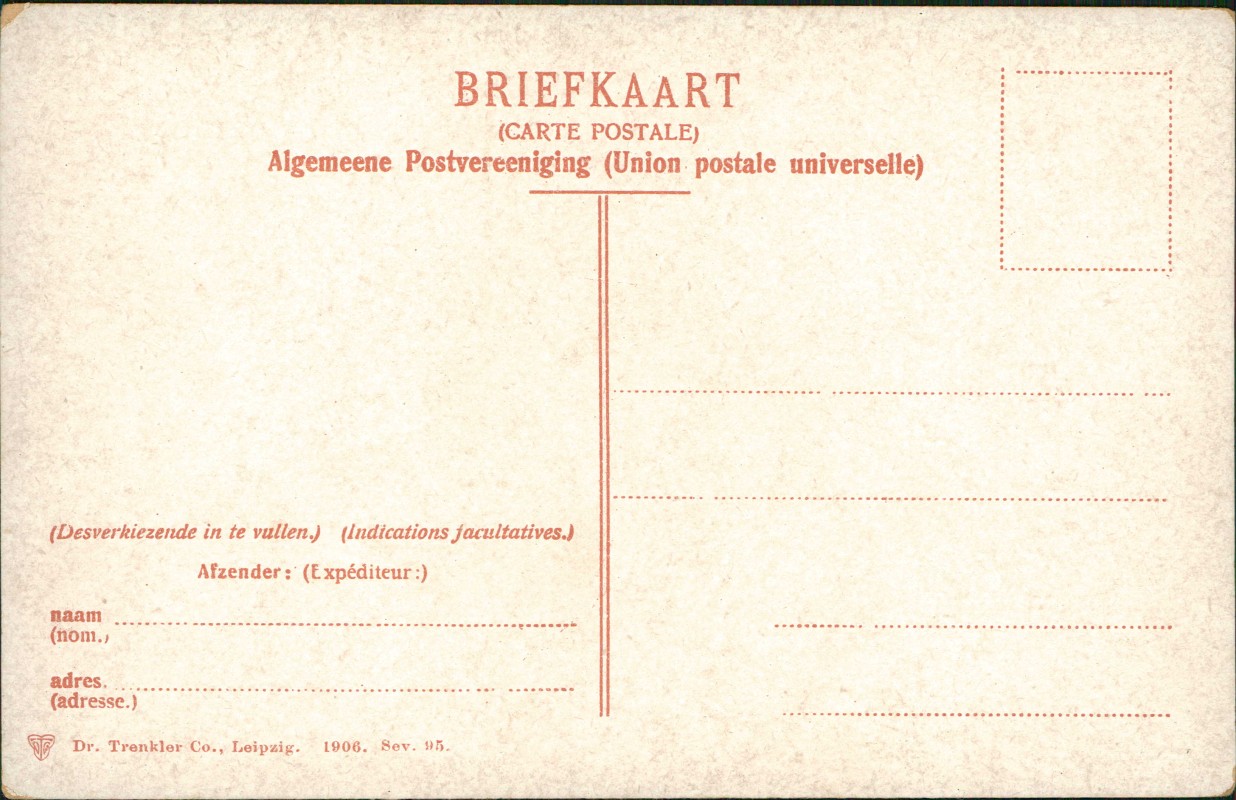 BRIEFKAART
(CARTE POSTALE)
Algemeene Postvereeniging (Union postale universelle)
(Desverkiezende in te vullen.) (Indications facultatives.)
Afzender: (Expéditeur:)
naam
(nom.)
adres.
(adresse.)
Dr. Trenkler Co., Leipzig. 1906. Sev. 95.